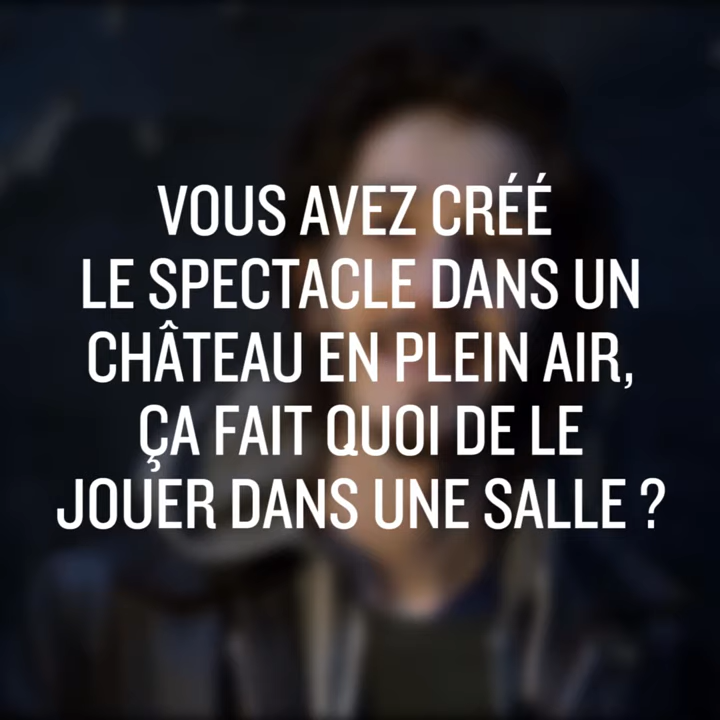 VOUS AVEZ CRÉÉ
LE SPECTACLE DANS UN
CHÂTEAU EN PLEIN AIR,
ÇA FAIT QUOI DE LE
JOUER DANS UNE SALLE ?